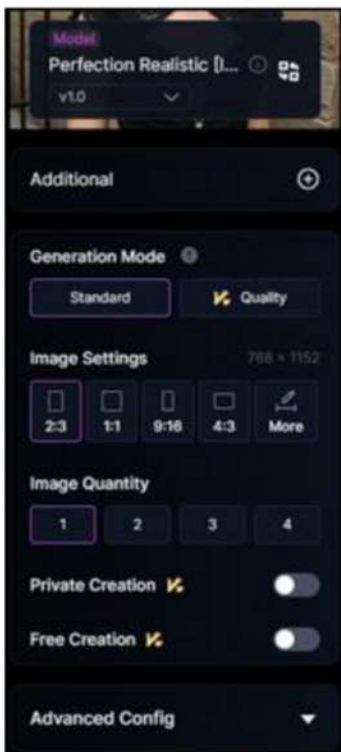 Model
Perfection Realistic [I...
v1.0
Additional
Generation Mode
Standard Quality
Image Settings 768 × 1152
2:3 1:1 9:16 4:3 More
Image Quantity
1 2 3 4
Private Creation
Free Creation
Advanced Config